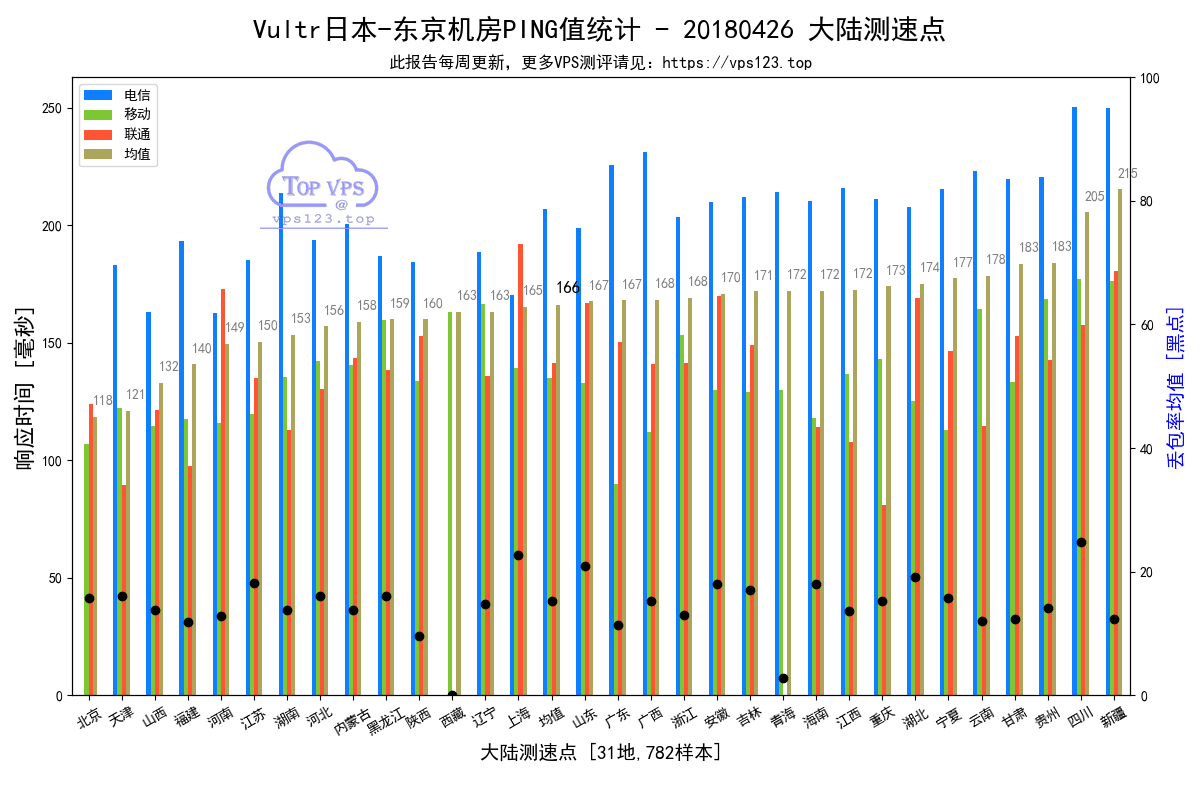 Vultr日本-东京机房PING值统计 - 20180426 大陆测速点
此报告每周更新，更多VPS测评请见：https://vps123.top
电信
移动
联通
均值
TOP VPS
@
vps123.top
响应时间 [毫秒]
250
200
150
100
50
0
118 121 132 140 149 150 153 156 158 159 160 163 163 165 166 167 167 168 168 170 171 172 172 172 173 174 177 178 183 183 205 215
100
80
60
40
20
0
丢包率均值 [黑点]
北京 天津 山西 福建 河南 江苏 湖南 河北 内蒙古 黑龙江 陕西 西藏 辽宁 上海 均值 山东 广东 广西 浙江 安徽 吉林 青海 海南 江西 重庆 湖北 宁夏 云南 甘肃 贵州 四川 新疆
大陆测速点 [31地,782样本]